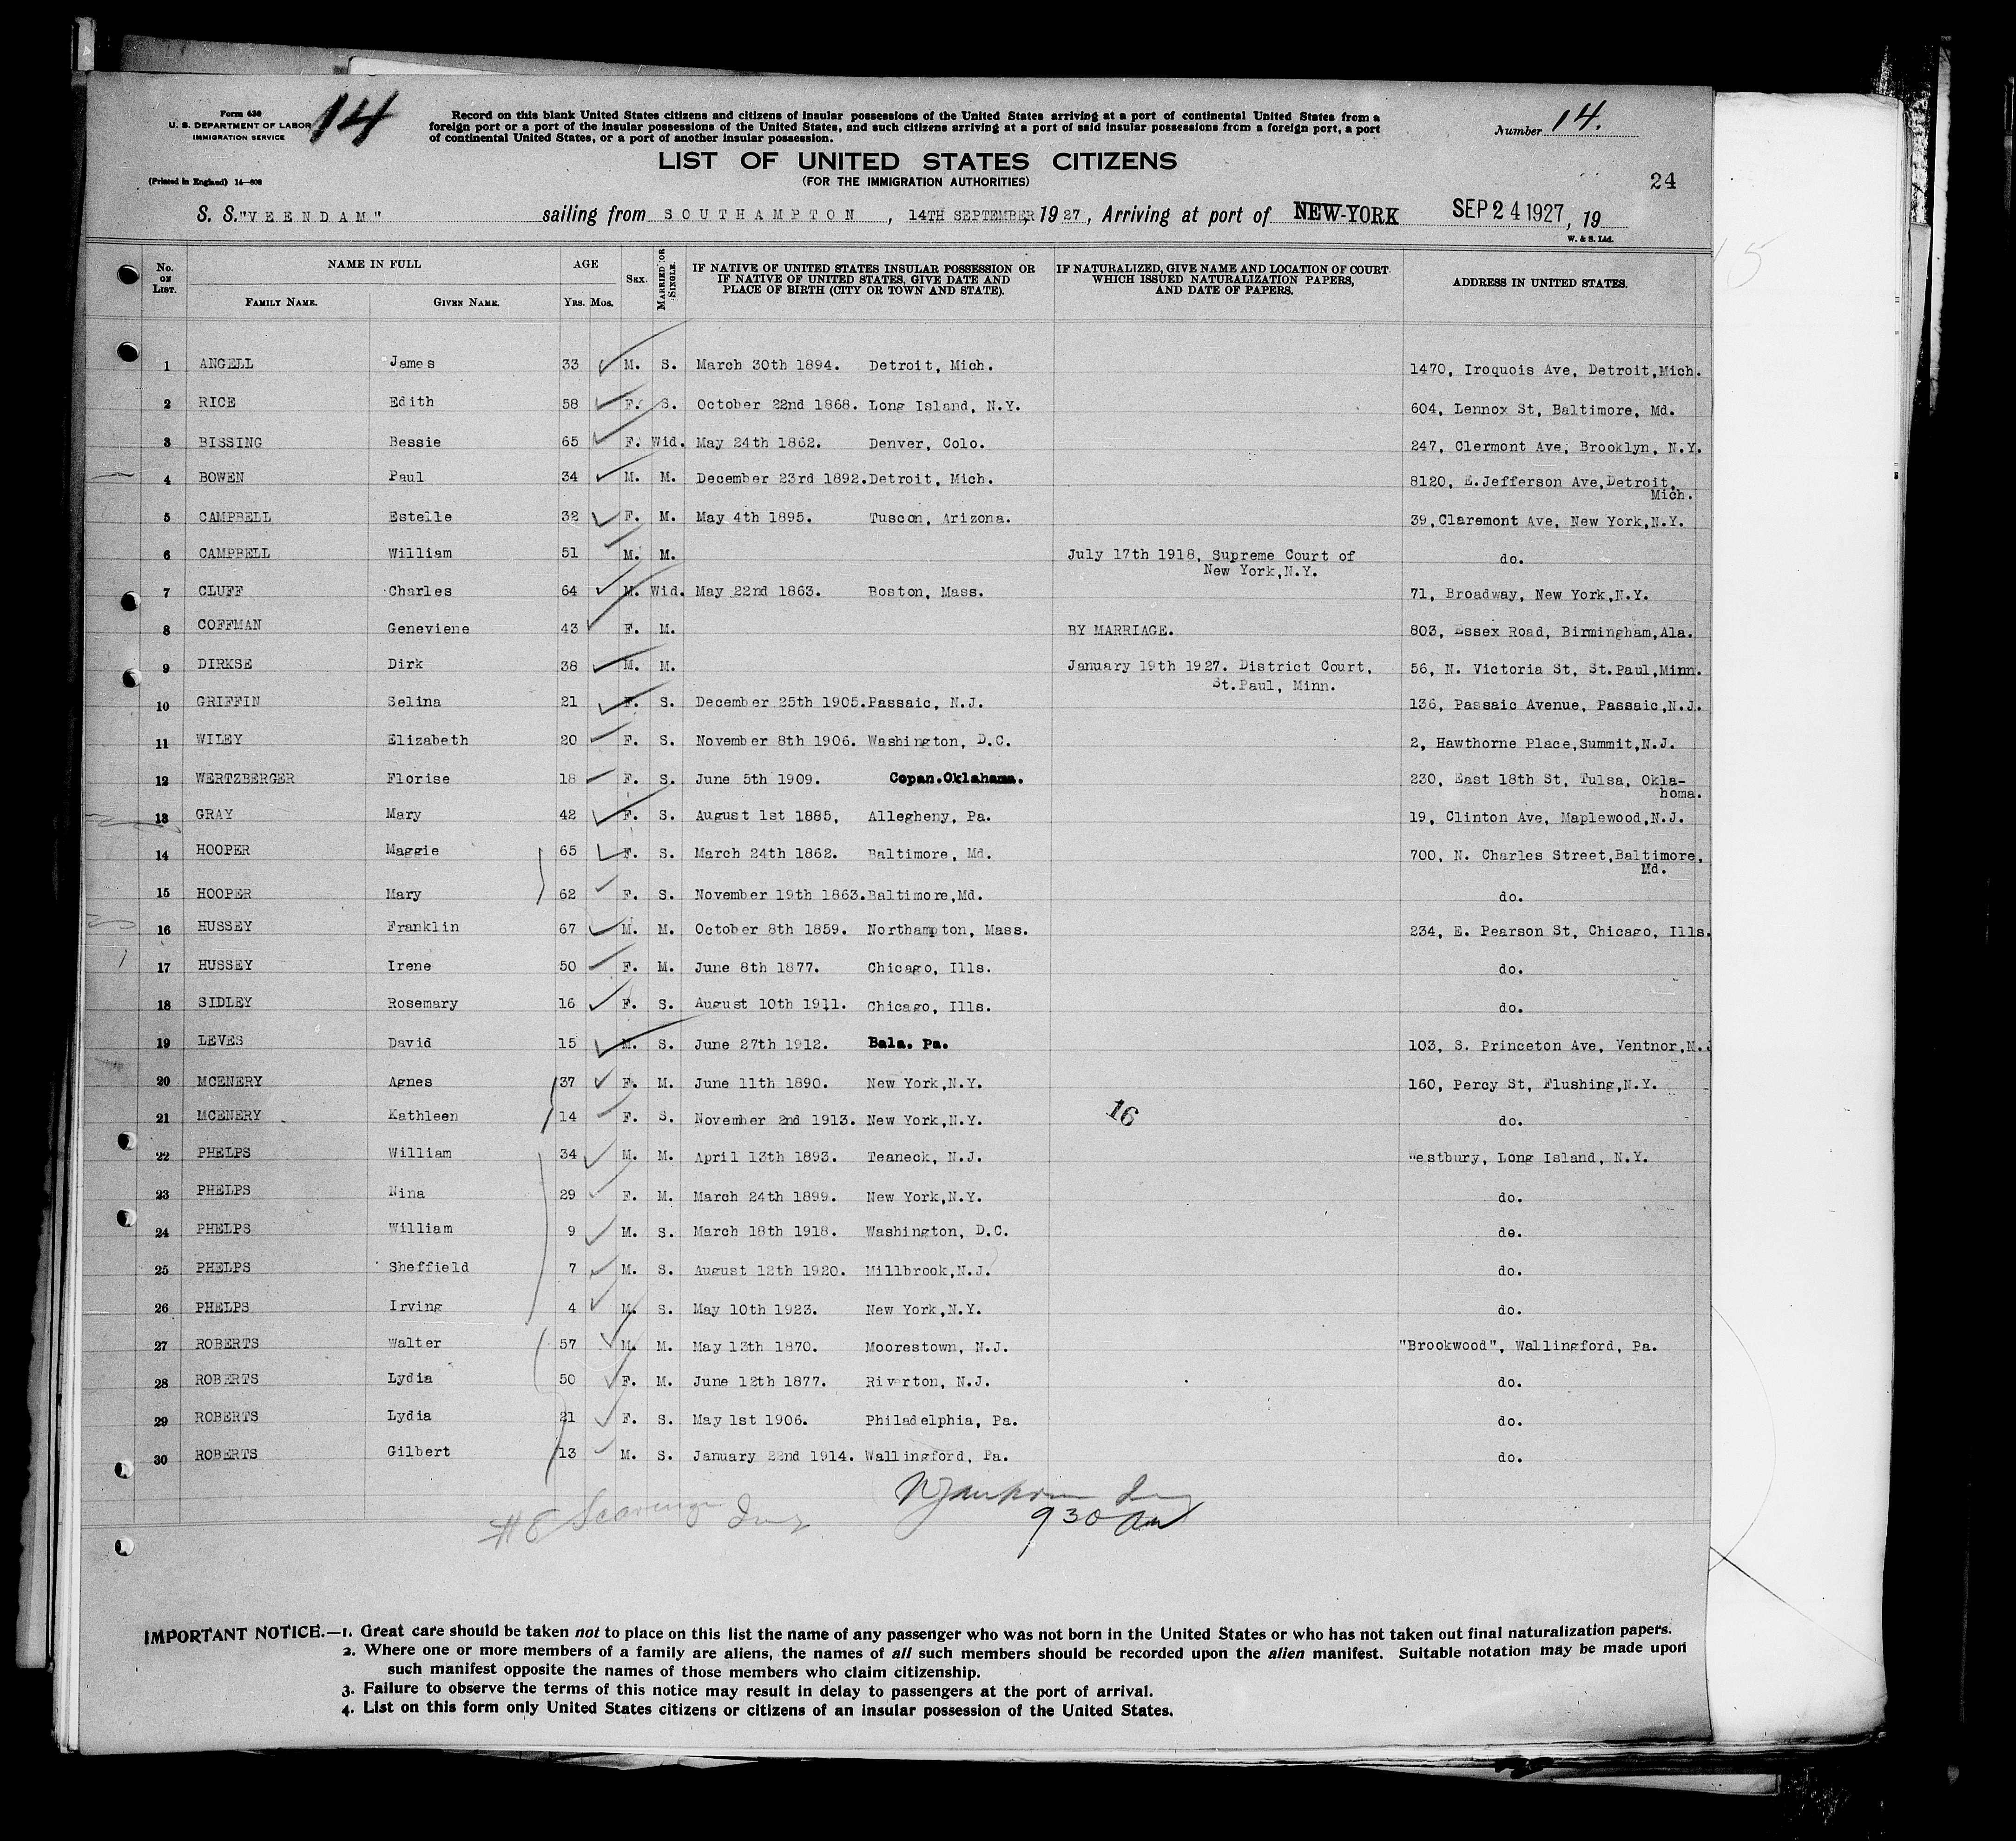 Form 630
U. S. DEPARTMENT OF LABOR
IMMIGRATION SERVICE
14
Record on this blank United States citizens and citizens of insular possessions of the United States arriving at a port of continental United States from a
foreign port or a port of the insular possessions of the United States, and such citizens arriving at a port of said insular possessions from a foreign port, a port
of continental United States, or a port of another insular possession.
Number 14.
LIST OF UNITED STATES CITIZENS
(FOR THE IMMIGRATION AUTHORITIES)
(Printed in England) 14—808
24
S. S. "VEENDAM" sailing from SOUTHAMPTON, 14TH SEPTEMBER, 1927, Arriving at port of NEW-YORK SEP 24 1927, 19
W. & S. Ltd.
No. ON LIST. NAME IN FULL AGE SEX. MARRIED OR SINGLE. IF NATIVE OF UNITED STATES INSULAR POSSESSION OR IF NATIVE OF UNITED STATES, GIVE DATE AND PLACE OF BIRTH (CITY OR TOWN AND STATE). IF NATURALIZED, GIVE NAME AND LOCATION OF COURT WHICH ISSUED NATURALIZATION PAPERS, AND DATE OF PAPERS. ADDRESS IN UNITED STATES.
FAMILY NAME. GIVEN NAME. YRS. MOS.
1 ANGELL James 33 M. S. March 30th 1894. Detroit, Mich. 1470, Iroquois Ave, Detroit,Mich.
2 RICE Edith 58 F. S. October 22nd 1868. Long Island, N.Y. 604, Lennox St, Baltimore, Md.
3 BISSING Bessie 65 F. Wid. May 24th 1862. Denver, Colo. 247, Clermont Ave, Brooklyn, N.Y.
4 BOWEN Paul 34 M. M. December 23rd 1892. Detroit, Mich. 8120, E.Jefferson Ave,Detroit,
Mich.
5 CAMPBELL Estelle 32 F. M. May 4th 1895. Tuscon, Arizona. 39,Claremont Ave, New York,N.Y.
6 CAMPBELL William 51 M. M. July 17th 1918, Supreme Court of do.
New York,N.Y.
7 CLUFF Charles 64 M. Wid. May 22nd 1863. Boston, Mass. 71, Broadway, New York,N.Y.
8 COFFMAN Geneviene 43 F. M. BY MARRIAGE. 803, Essex Road, Birmingham,Ala.
9 DIRKSE Dirk 38 M. M. January 19th 1927. District Court, 56, N. Victoria St, St.Paul,Minn.
St.Paul, Minn.
10 GRIFFIN Selina 21 F. S. December 25th 1905. Passaic, N.J. 136, Passaic Avenue, Passaic,N.J.
11 WILEY Elizabeth 20 F. S. November 8th 1906. Washington, D.C. 2, Hawthorne Place,Summit,N.J.
12 WERTZBERGER Florise 18 F. S. June 5th 1909. Copan.Oklahama. 230, East 18th St, Tulsa, Okla-
homa.
13 GRAY Mary 42 F. S. August 1st 1885, Allegheny, Pa. 19, Clinton Ave, Maplewood,N.J.
14 HOOPER Maggie 65 F. S. March 24th 1862. Baltimore, Md. 700, N. Charles Street,Baltimore,
Md.
15 HOOPER Mary 62 F. S. November 19th 1863. Baltimore,Md. do.
16 HUSSEY Franklin 67 M. M. October 8th 1859. Northampton, Mass. 234, E. Pearson St, Chicago, Ills.
17 HUSSEY Irene 50 F. M. June 8th 1877. Chicago, Ills. do.
18 SIDLEY Rosemary 16 F. S. August 10th 1911. Chicago, Ills. do.
19 LEVES David 15 M. S. June 27th 1912. Bala. Pa. 103, S. Princeton Ave, Ventnor,N.J
20 MCENERY Agnes 37 F. M. June 11th 1890. New York,N.Y. 160, Percy St, Flushing,N.Y.
21 MCENERY Kathleen 14 F. S. November 2nd 1913. New York,N.Y. 16 do.
22 PHELPS William 34 M. M. April 13th 1893. Teaneck, N.J. Westbury, Long Island, N.Y.
23 PHELPS Nina 29 F. M. March 24th 1899. New York,N.Y. do.
24 PHELPS William 9 M. S. March 18th 1918. Washington, D.C. de.
25 PHELPS Sheffield 7 M. S. August 12th 1920. Millbrook,N.J. do.
26 PHELPS Irving 4 M. S. May 10th 1923. New York,N.Y. do.
27 ROBERTS Walter 57 M. M. May 13th 1870. Moorestown, N.J. "Brookwood", Wallingford, Pa.
28 ROBERTS Lydia 50 F. M. June 12th 1877. Riverton, N.J. do.
29 ROBERTS Lydia 21 F. S. May 1st 1906. Philadelphia, Pa. do.
30 ROBERTS Gilbert 13 M. S. January 22nd 1914. Wallingford, Pa. do.
930 Am
IMPORTANT NOTICE.—1. Great care should be taken not to place on this list the name of any passenger who was not born in the United States or who has not taken out final naturalization papers.
2. Where one or more members of a family are aliens, the names of all such members should be recorded upon the alien manifest. Suitable notation may be made upon
such manifest opposite the names of those members who claim citizenship.
3. Failure to observe the terms of this notice may result in delay to passengers at the port of arrival.
4. List on this form only United States citizens or citizens of an insular possession of the United States.